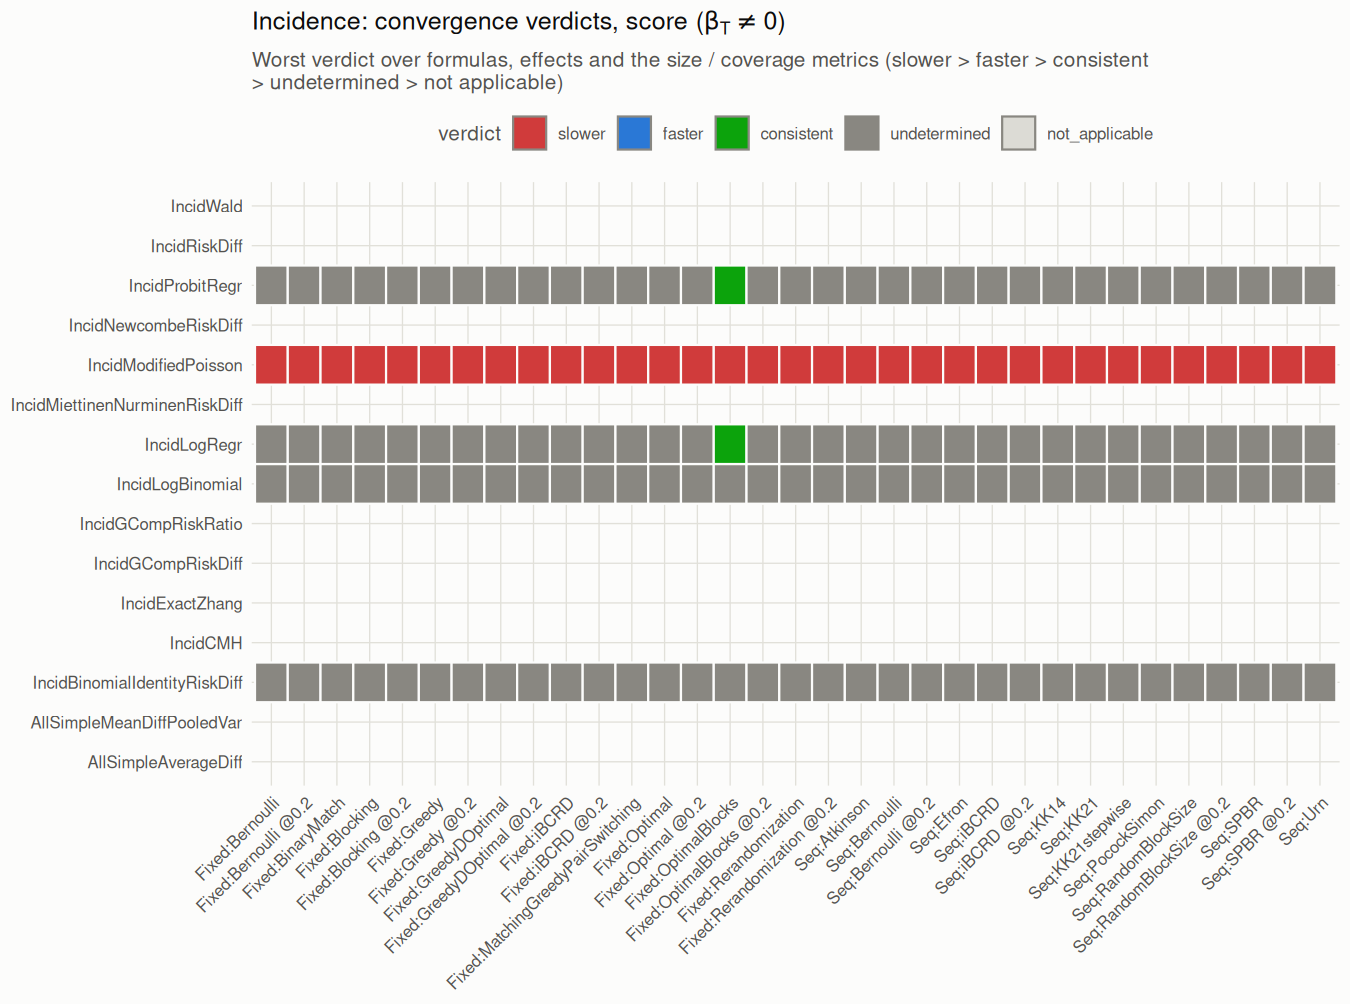 Incidence: convergence verdicts, score (βT ≠ 0)
Worst verdict over formulas, effects and the size / coverage metrics (slower > faster > consistent
> undetermined > not applicable)
verdict slower faster consistent undetermined not_applicable
IncidWald
IncidRiskDiff
IncidProbitRegr
IncidNewcombeRiskDiff
IncidModifiedPoisson
IncidMiettinenNurminenRiskDiff
IncidLogRegr
IncidLogBinomial
IncidGCompRiskRatio
IncidGCompRiskDiff
IncidExactZhang
IncidCMH
IncidBinomialIdentityRiskDiff
AllSimpleMeanDiffPooledVar
AllSimpleAverageDiff
Fixed:Bernoulli
Fixed:Bernoulli @0.2
Fixed:BinaryMatch
Fixed:Blocking
Fixed:Blocking @0.2
Fixed:Greedy
Fixed:Greedy @0.2
Fixed:GreedyDOptimal
Fixed:GreedyDOptimal @0.2
Fixed:iBCRD
Fixed:iBCRD @0.2
Fixed:MatchingGreedyPairSwitching
Fixed:Optimal
Fixed:Optimal @0.2
Fixed:OptimalBlocks
Fixed:OptimalBlocks @0.2
Fixed:Rerandomization
Fixed:Rerandomization @0.2
Seq:Atkinson
Seq:Bernoulli
Seq:Bernoulli @0.2
Seq:Efron
Seq:iBCRD
Seq:iBCRD @0.2
Seq:KK14
Seq:KK21
Seq:KK21stepwise
Seq:PocockSimon
Seq:RandomBlockSize
Seq:RandomBlockSize @0.2
Seq:SPBR
Seq:SPBR @0.2
Seq:Urn